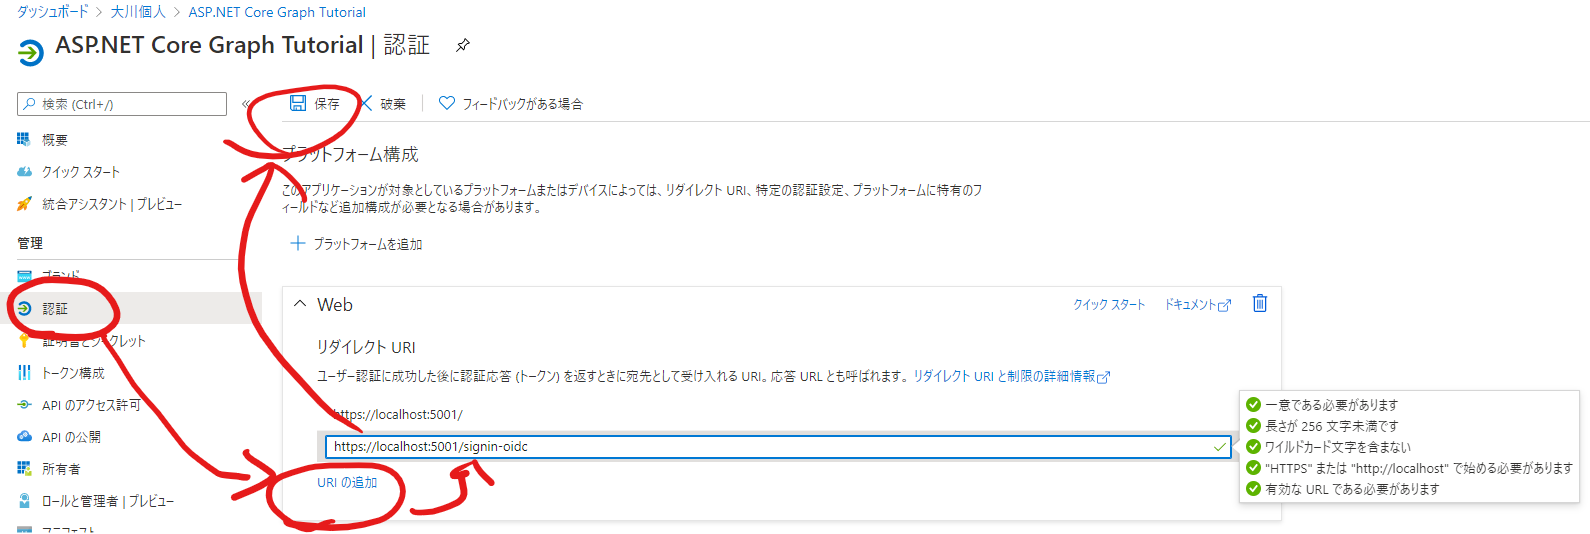 ダッシュボード > 大川個人 > ASP.NET Core Graph Tutorial
ASP.NET Core Graph Tutorial | 認証
検索 (Ctrl+/)
«
保存
破棄
フィードバックがある場合
概要
クイック スタート
統合アシスタント | プレビュー
管理
ブランド
認証
証明書とシークレット
トークン構成
API のアクセス許可
API の公開
所有者
ロールと管理者 | プレビュー
マニフェスト
プラットフォーム構成
このアプリケーションが対象としているプラットフォームまたはデバイスによっては、リダイレクト URI、特定の認証設定、プラットフォームに特有のフ
ィールドなど追加構成が必要となる場合があります。
プラットフォームを追加
Web
クイック スタート
ドキュメント
リダイレクト URI
ユーザー認証に成功した後に認証応答 (トークン) を返すときに宛先として受け入れる URI。応答 URL とも呼ばれます。 リダイレクト URI と制限の詳細情報
https://localhost:5001/
https://localhost:5001/signin-oidc
URI の追加
一意である必要があります
長さが 256 文字未満です
ワイルドカード文字を含まない
"HTTPS" または "http://localhost" で始める必要があります
有効な URL である必要があります